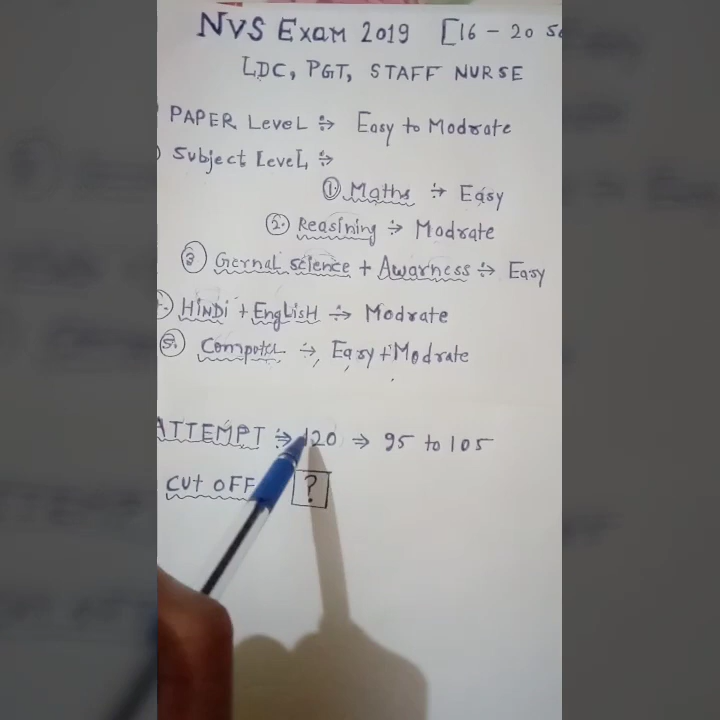 NVS Exam 2019 [16 - 20
LDC, PGT, STAFF NURSE
PAPER LeveL ⇒ Easy to Modrate
) Subject LeveL ⇒
①. Maths ⇒ Easy
②. Reasining ⇒ Modrate
③ Gernal science + Awarness ⇒ Easy
HiNDi + EngLisH ⇒ Modrate
⑤. Computer ⇒ Easy + Modrate
ATTEMPT ⇒ 120 ⇒ 95 to 105
CUT OFF ?